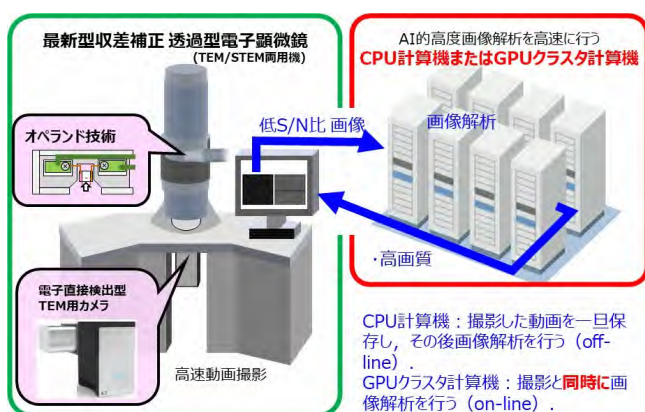 最新型収差補正 透過型電子顕微鏡
(TEM/STEM両用機)
オペランド技術
電子直接検出型
TEM用カメラ
高速動画撮影
AI的高度画像解析を高速に行う
CPU計算機またはGPUクラスタ計算機
低S/N比 画像
画像解析
・高画質
CPU計算機：撮影した動画を一旦保
存し，その後画像解析を行う（off-
line）.
GPUクラスタ計算機：撮影と同時に画
像解析を行う（on-line）.